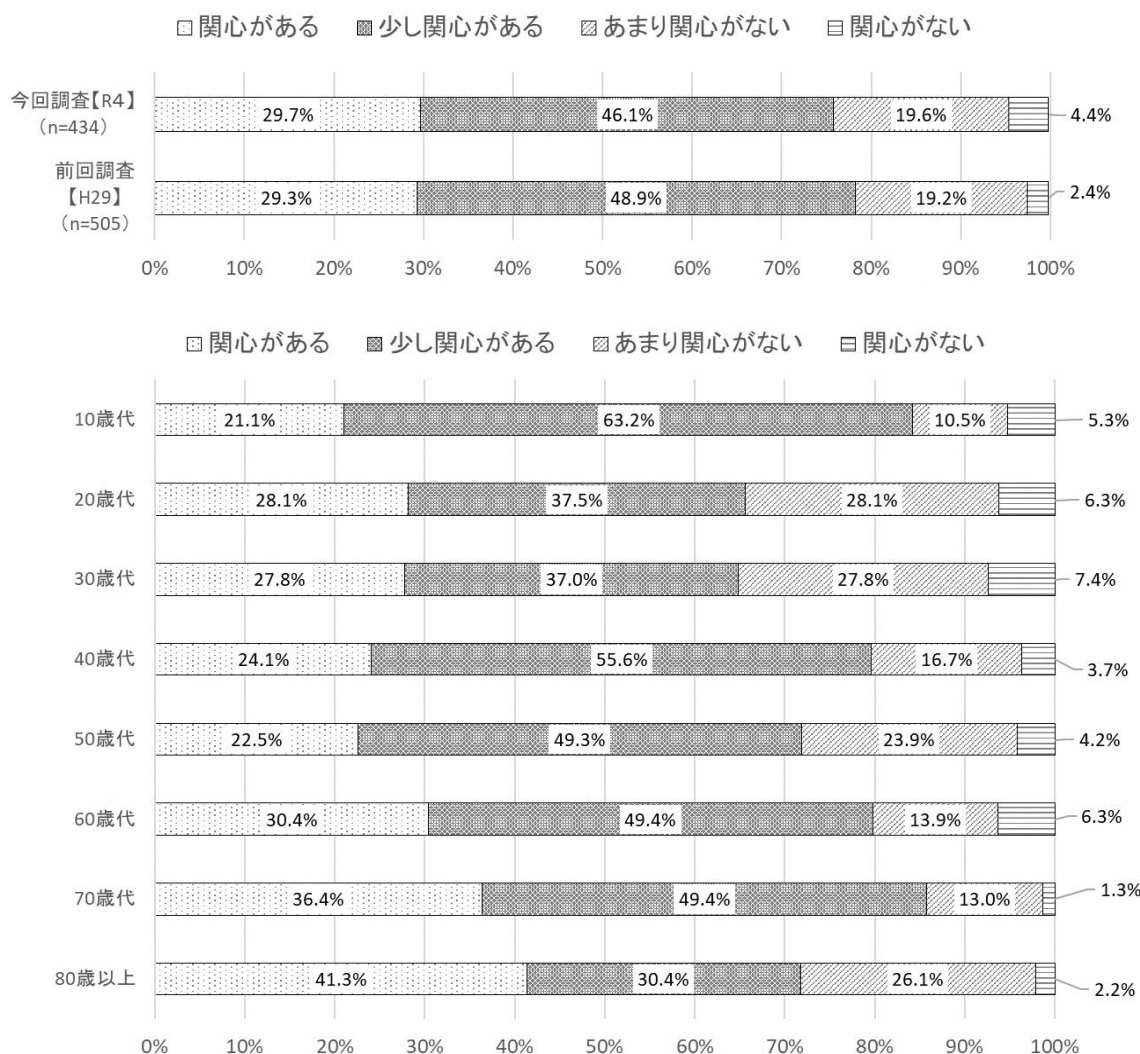 関心がある 少し関心がある あまり関心がない 関心がない
今回調査【R4】
（n=434）
29.7% 46.1% 19.6% 4.4%
前回調査
【H29】
（n=505）
29.3% 48.9% 19.2% 2.4%
0% 10% 20% 30% 40% 50% 60% 70% 80% 90% 100%
関心がある 少し関心がある あまり関心がない 関心がない
10歳代 21.1% 63.2% 10.5% 5.3%
20歳代 28.1% 37.5% 28.1% 6.3%
30歳代 27.8% 37.0% 27.8% 7.4%
40歳代 24.1% 55.6% 16.7% 3.7%
50歳代 22.5% 49.3% 23.9% 4.2%
60歳代 30.4% 49.4% 13.9% 6.3%
70歳代 36.4% 49.4% 13.0% 1.3%
80歳以上 41.3% 30.4% 26.1% 2.2%
0% 10% 20% 30% 40% 50% 60% 70% 80% 90% 100%